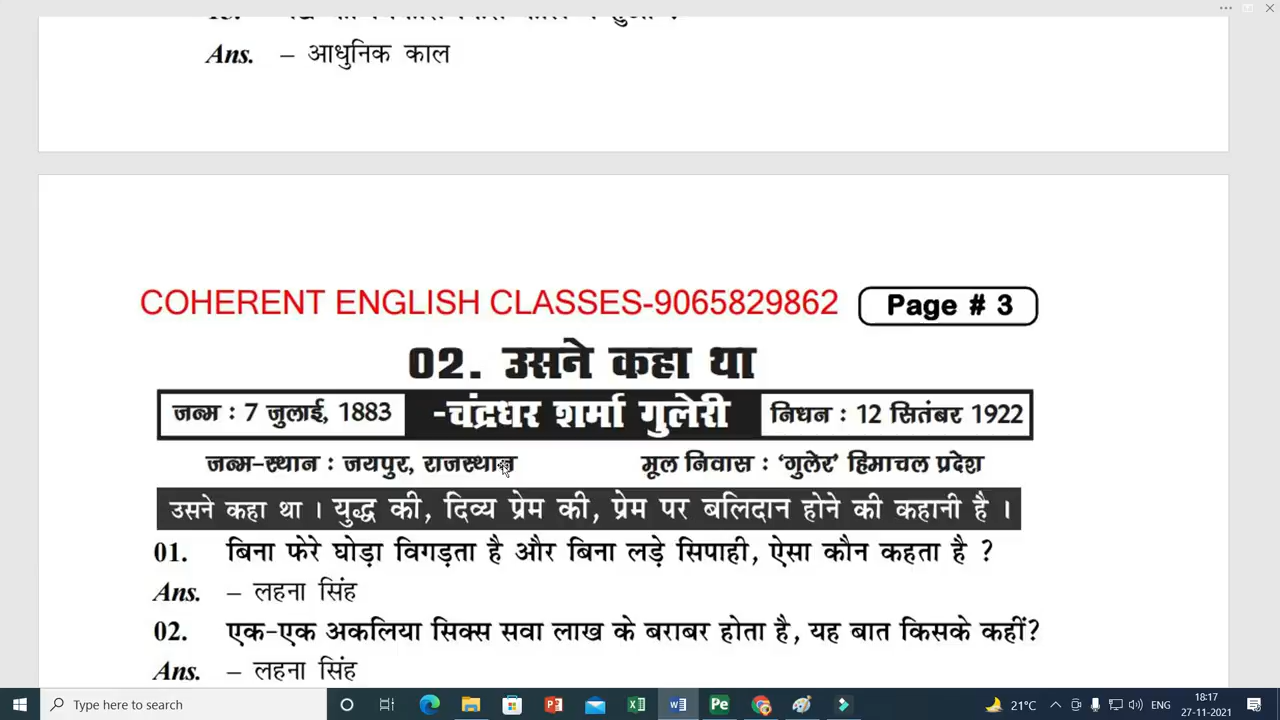 Ans. – आधुनिक काल
COHERENT ENGLISH CLASSES-9065829862 Page # 3
02. उसने कहा था
जन्म : 7 जुलाई, 1883 -चंद्रधर शर्मा गुलेरी निधन : 12 सितंबर 1922
जन्म-स्थान : जयपुर, राजस्थान मूल निवास : ‘गुलेर’ हिमाचल प्रदेश
उसने कहा था । युद्ध की, दिव्य प्रेम की, प्रेम पर बलिदान होने की कहानी है ।
01. बिना फेरे घोड़ा विगड़ता है और बिना लड़े सिपाही, ऐसा कौन कहता है ?
Ans. – लहना सिंह
02. एक-एक अकलिया सिक्स सवा लाख के बराबर होता है, यह बात किसके कहीं?
Ans. – लहना सिंह
Type here to search
21°C ENG 18:17
27-11-2021